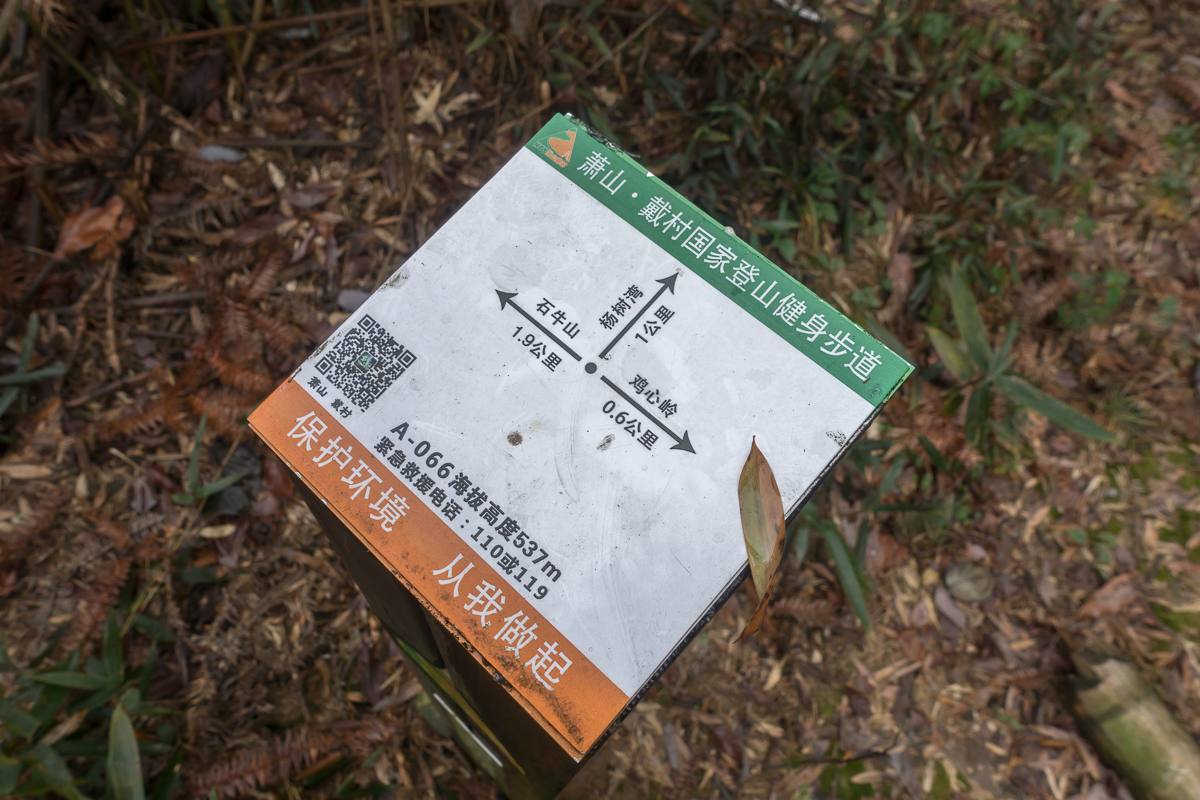 萧山·戴村国家登山健身步道
杨树湾
1公里
石牛山
1.9公里
鸡心岭
0.6公里
萧山 戴村
A-066海拔高度537m
紧急救援电话：110或119
保护环境 从我做起